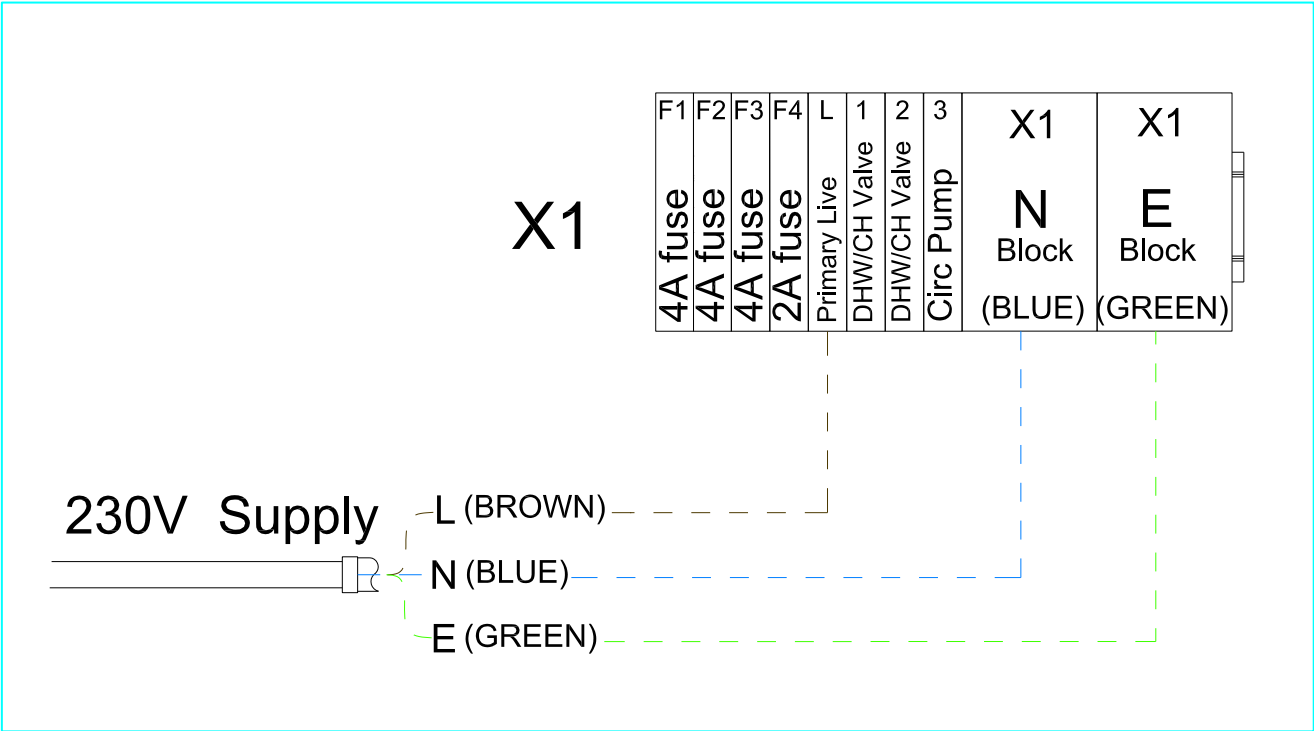 F1 F2 F3 F4 L 1 2 3 X1 X1
X1
4A fuse
4A fuse
4A fuse
2A fuse
Primary Live
DHW/CH Valve
DHW/CH Valve
Circ Pump
N
Block
(BLUE)
E
Block
(GREEN)
230V Supply
L (BROWN)
N (BLUE)
E (GREEN)